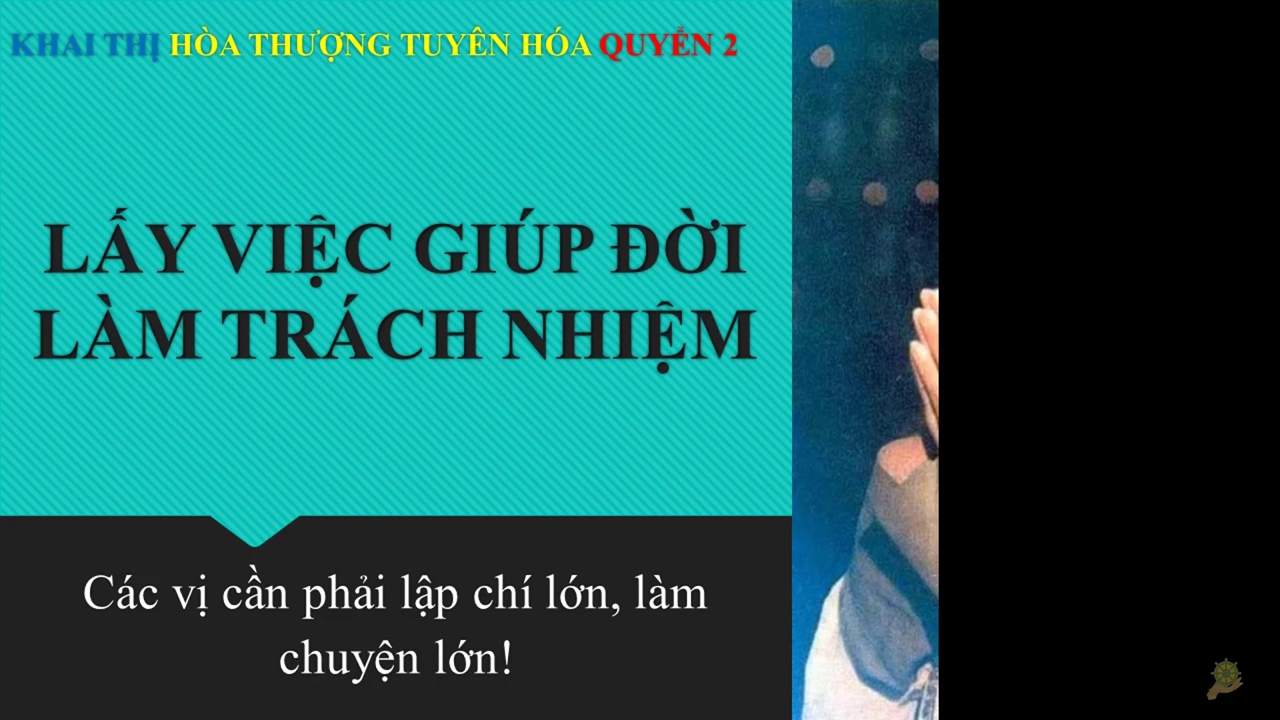 KHAI THỊ HÒA THƯỢNG TUYÊN HÓA QUYỂN 2
LẤY VIỆC GIÚP ĐỜI
LÀM TRÁCH NHIỆM
Các vị cần phải lập chí lớn, làm
chuyện lớn!